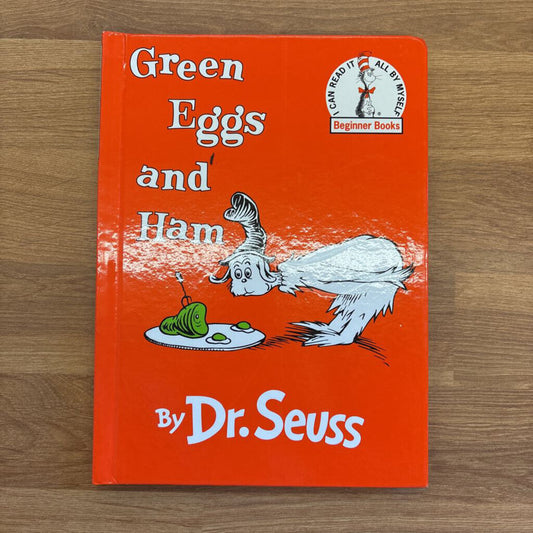 Green
Eggs
and
Ham
I CAN READ IT ALL BY MYSELF
Beginner Books
By Dr. Seuss